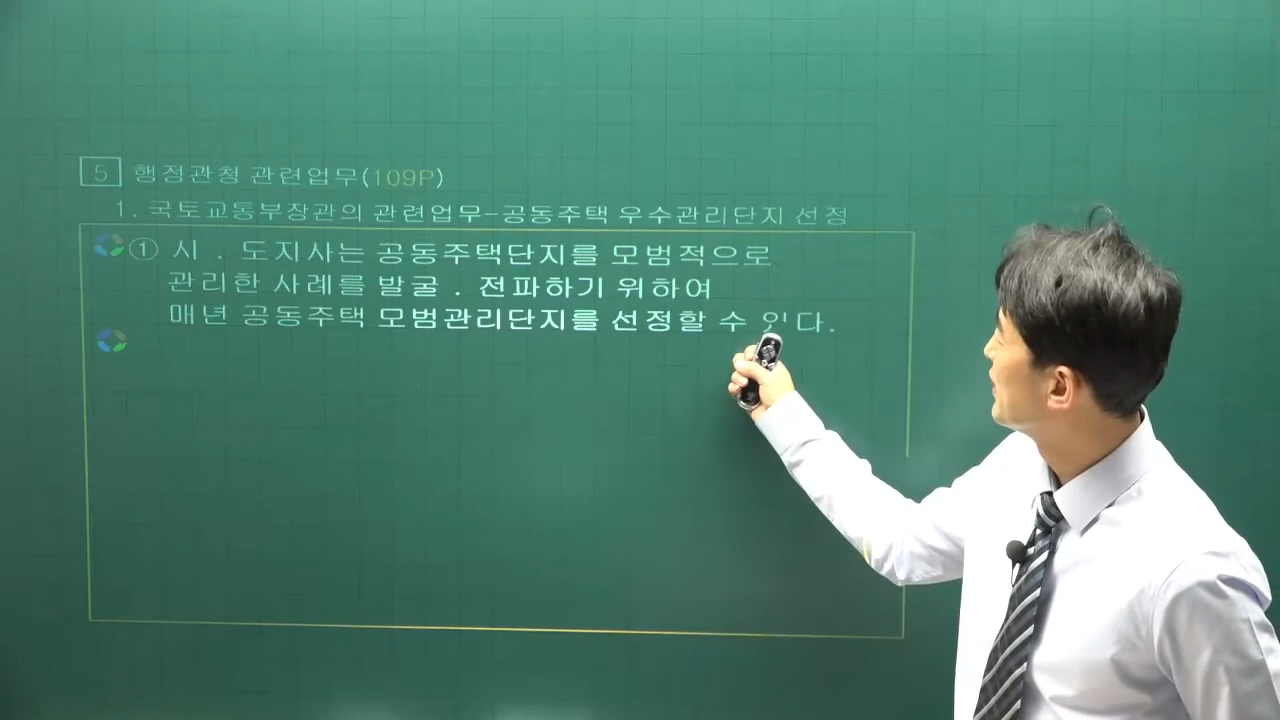 5 행정관청 관련업무(109P)
1. 국토교통부장관의 관련업무-공동주택 우수관리단지 선정
① 시 . 도지사는 공동주택단지를 모범적으로
관리한 사례를 발굴 . 전파하기 위하여
매년 공동주택 모범관리단지를 선정할 수 있다.